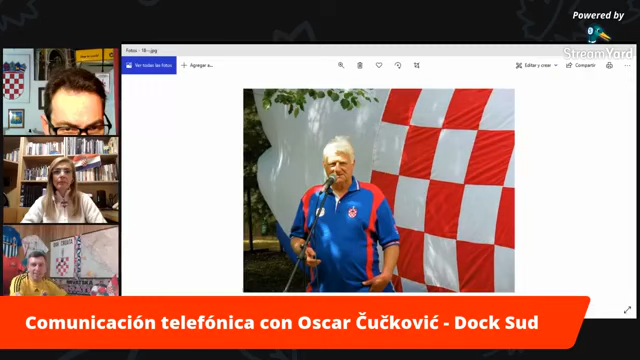 Powered by
StreamYard
Fotos - 18--.jpg
Ver todas las fotos
Agregar a...
Editar y crear
Compartir
Comunicación telefónica con Oscar Čučković - Dock Sud